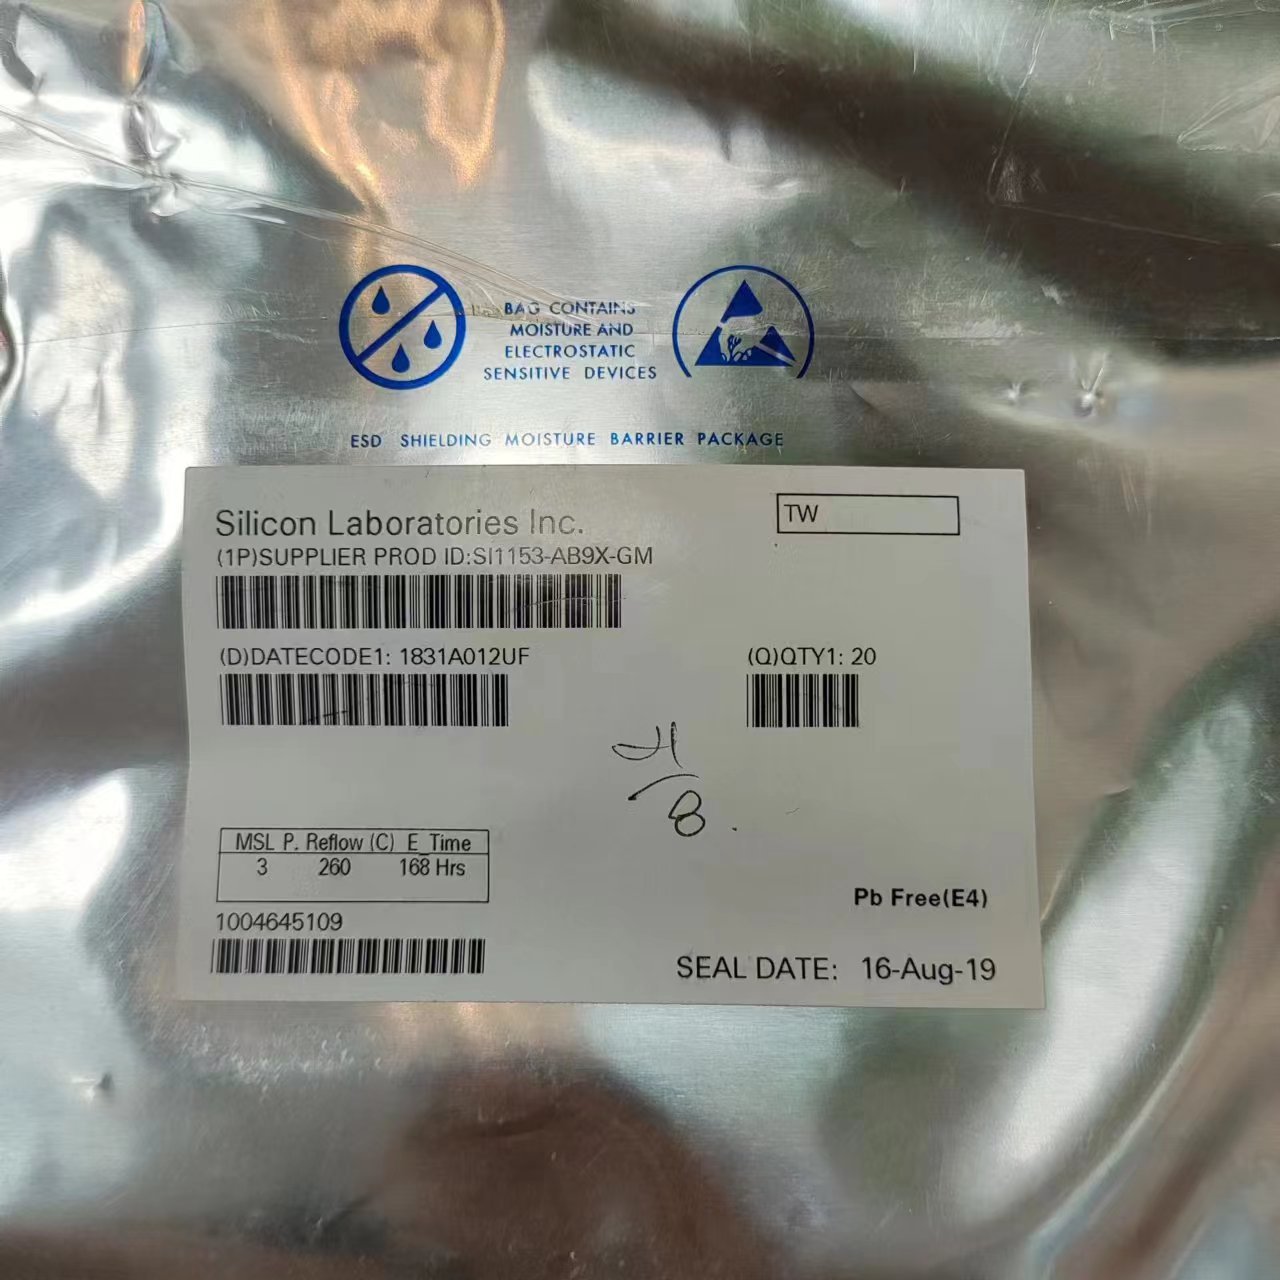 BAG CONTAINS
MOISTURE AND
ELECTROSTATIC
SENSITIVE DEVICES
ESD SHIELDING MOISTURE BARRIER PACKAGE
Silicon Laboratories Inc.
TW
(1P)SUPPLIER PROD ID:SI1153-AB9X-GM
(D)DATECODE1: 1831A012UF
(Q)QTY1: 20
8
MSL P. Reflow (C) E_Time
3 260 168 Hrs
1004645109
Pb Free(E4)
SEAL DATE: 16-Aug-19